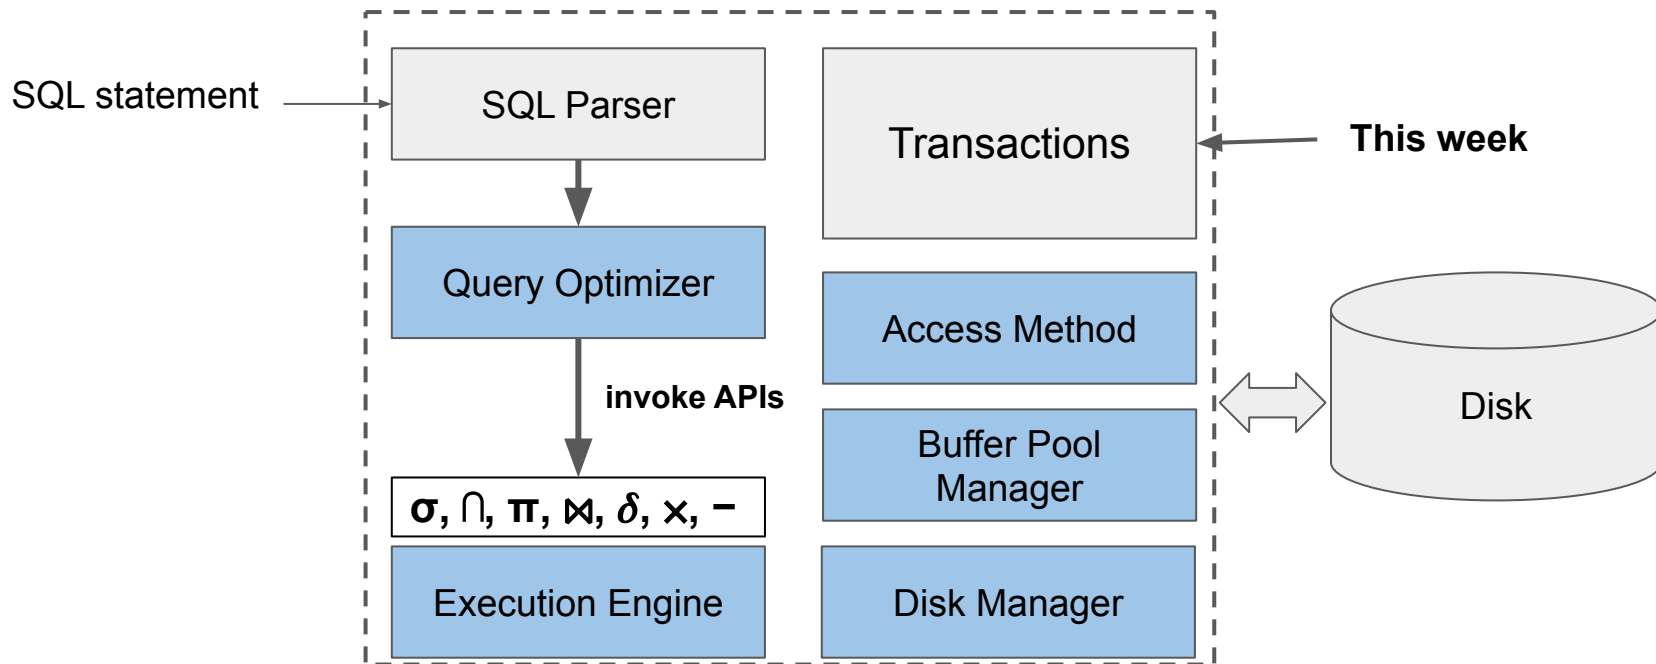 SQL statement
SQL Parser
Transactions
This week
Query Optimizer
Access Method
invoke APIs
Disk
Buffer Pool
Manager
σ, ∩, π, ⋈, δ, ×, −
Execution Engine
Disk Manager